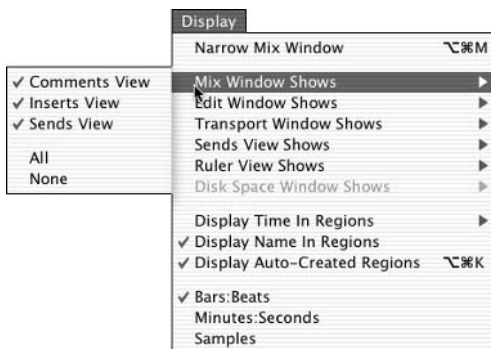 Display
Narrow Mix Window ⌥⌘M
Mix Window Shows
✓ Comments View
✓ Inserts View
✓ Sends View
All
None
Edit Window Shows
Transport Window Shows
Sends View Shows
Ruler View Shows
Disk Space Window Shows
Display Time In Regions
✓ Display Name In Regions
✓ Display Auto-Created Regions ⌥⌘K
✓ Bars:Beats
Minutes:Seconds
Samples